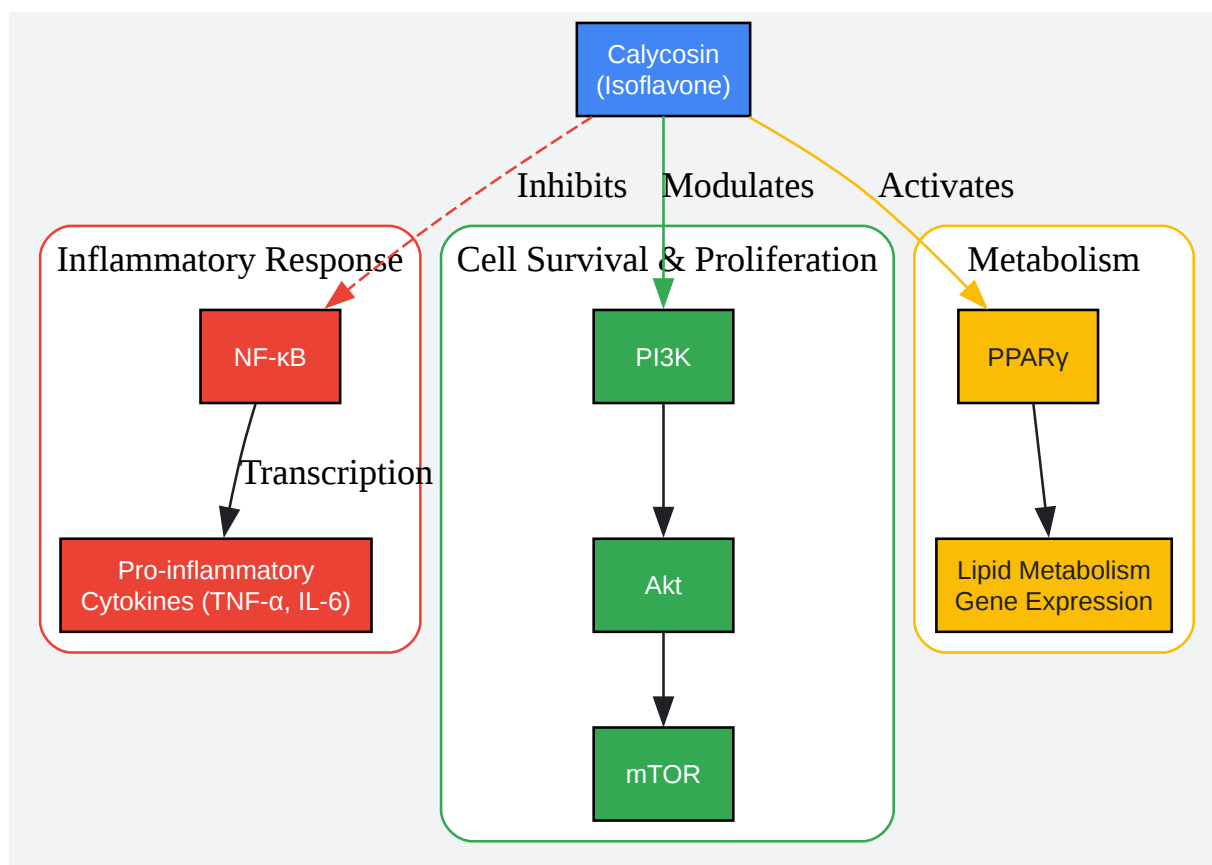 Calycosin
(Isoflavone)
Inhibits
Modulates
Activates
Inflammatory Response
Cell Survival & Proliferation
Metabolism
NF-κB
PI3K
PPARγ
Transcription
Pro-inflammatory
Cytokines (TNF-α, IL-6)
Akt
Lipid Metabolism
Gene Expression
mTOR